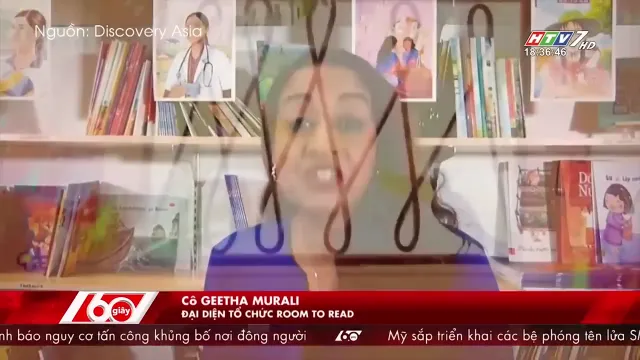 Nguồn: Discovery Asia
HTV7 HD
18:36:46
60 giây
Cô GEETHA MURALI
ĐẠI DIỆN TỔ CHỨC ROOM TO READ
nh báo nguy cơ tấn công khủng bố nơi đông người
60
Mỹ sắp triển khai các bệ phóng tên lửa S